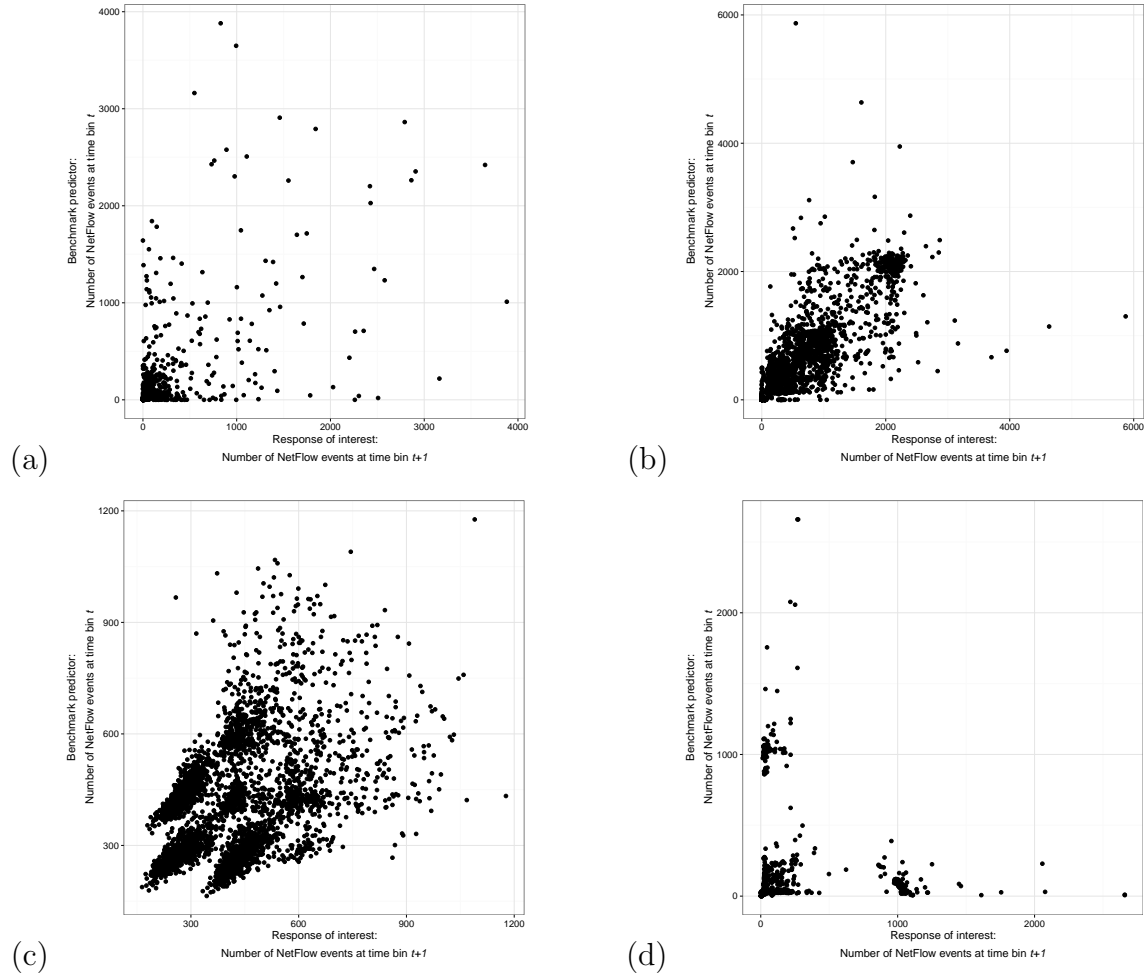 4000
3000
2000
1000
0
0 1000 2000 3000 4000
Benchmark predictor:
Number of NetFlow events at time bin t
Response of interest:
Number of NetFlow events at time bin t+1
(a)
6000
4000
2000
0
0 2000 4000 6000
Benchmark predictor:
Number of NetFlow events at time bin t
Response of interest:
Number of NetFlow events at time bin t+1
(b)
1200
900
600
300
300 600 900 1200
Benchmark predictor:
Number of NetFlow events at time bin t
Response of interest:
Number of NetFlow events at time bin t+1
(c)
2000
1000
0
0 1000 2000
Benchmark predictor:
Number of NetFlow events at time bin t
Response of interest:
Number of NetFlow events at time bin t+1
(d)